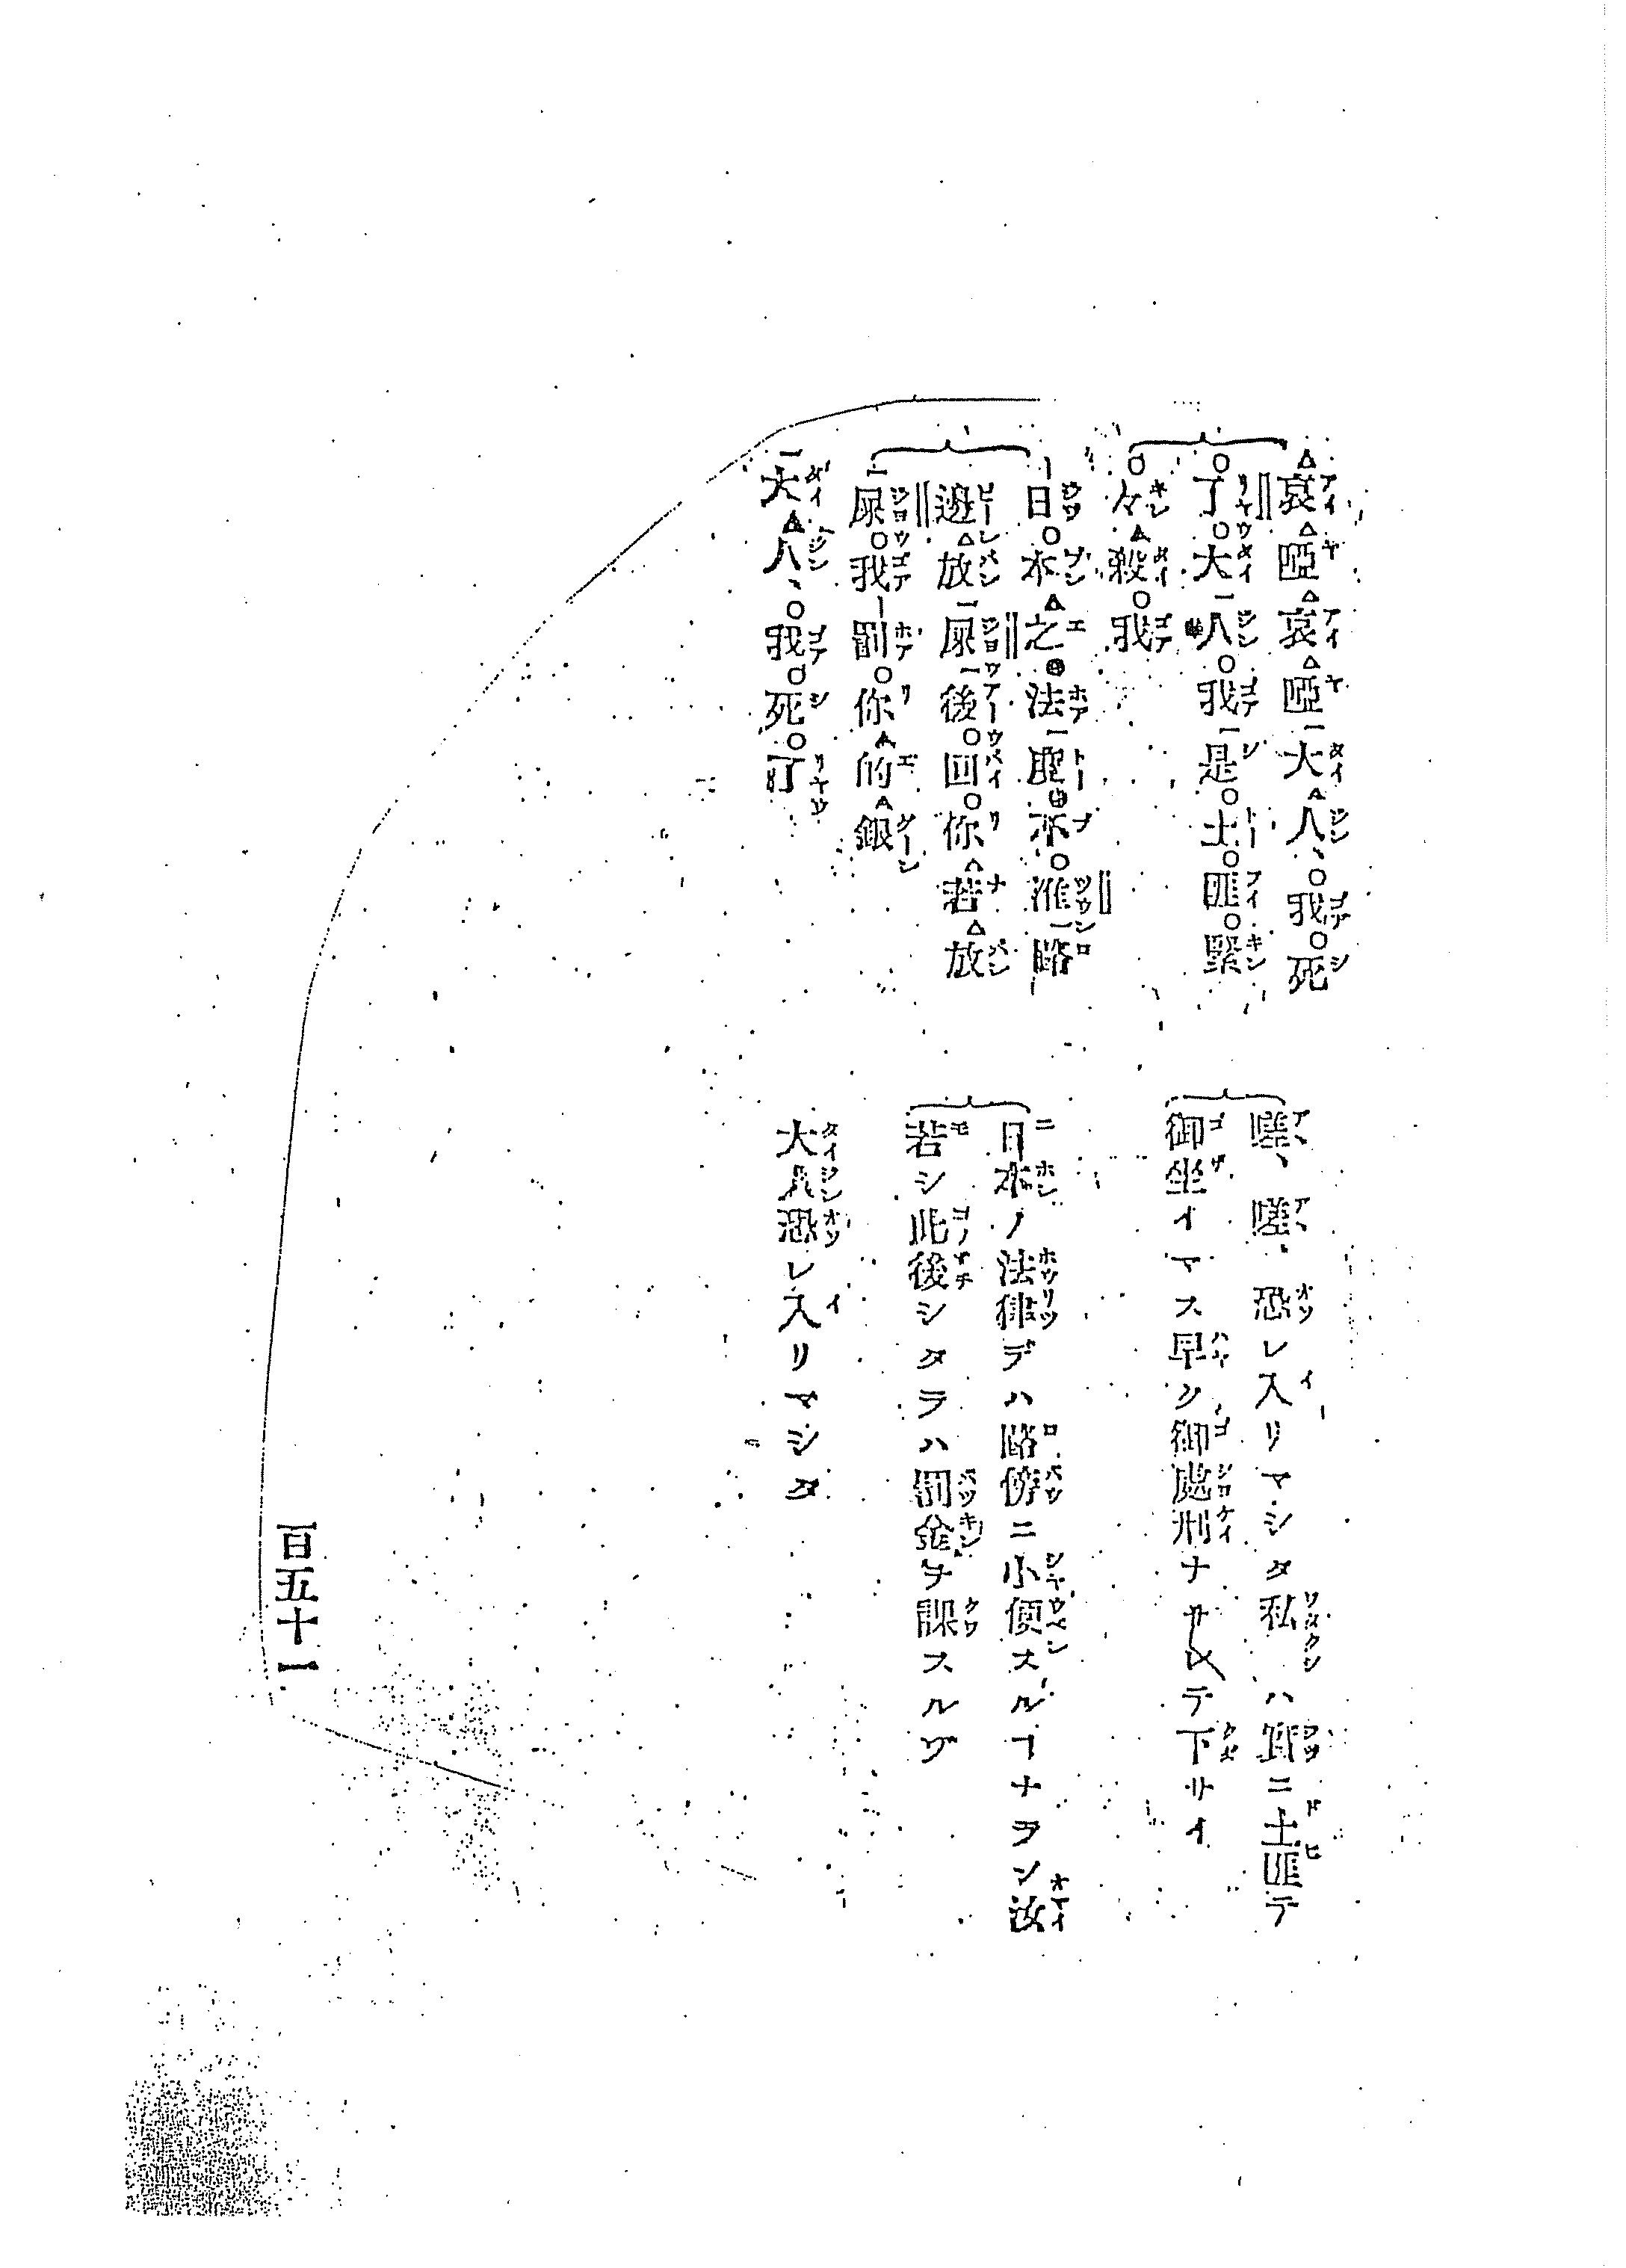 哀啞哀啞大人、我死
了大人我是土匪緊
々殺我
日本之法䕃不准路
邊放屎後回你若放
屎我罰你的銀
大人、我死了
嗟、嗟、恐レ入リマシタ私ハ實ニ土匪テ
御坐イマス早ク御處刑ナサレテ下サイ
日本ノ法律デハ路傍ニ小便スルヿナラン汝
若シ此後シタラハ罰金ヲ課スルゾ
大人恐レ入リマシタ
百五十一